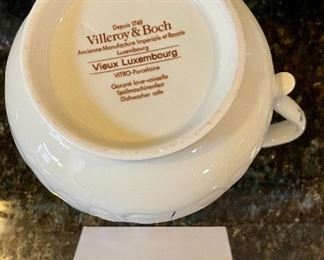 Depuis 1748
Villeroy & Boch
Ancienne Manufacture Impériale et Royale
Luxembourg
Vieux Luxembourg
VITRO-Porcelaine
Garanti lave-vaisselle
Spülmaschinenfest
Dishwasher safe